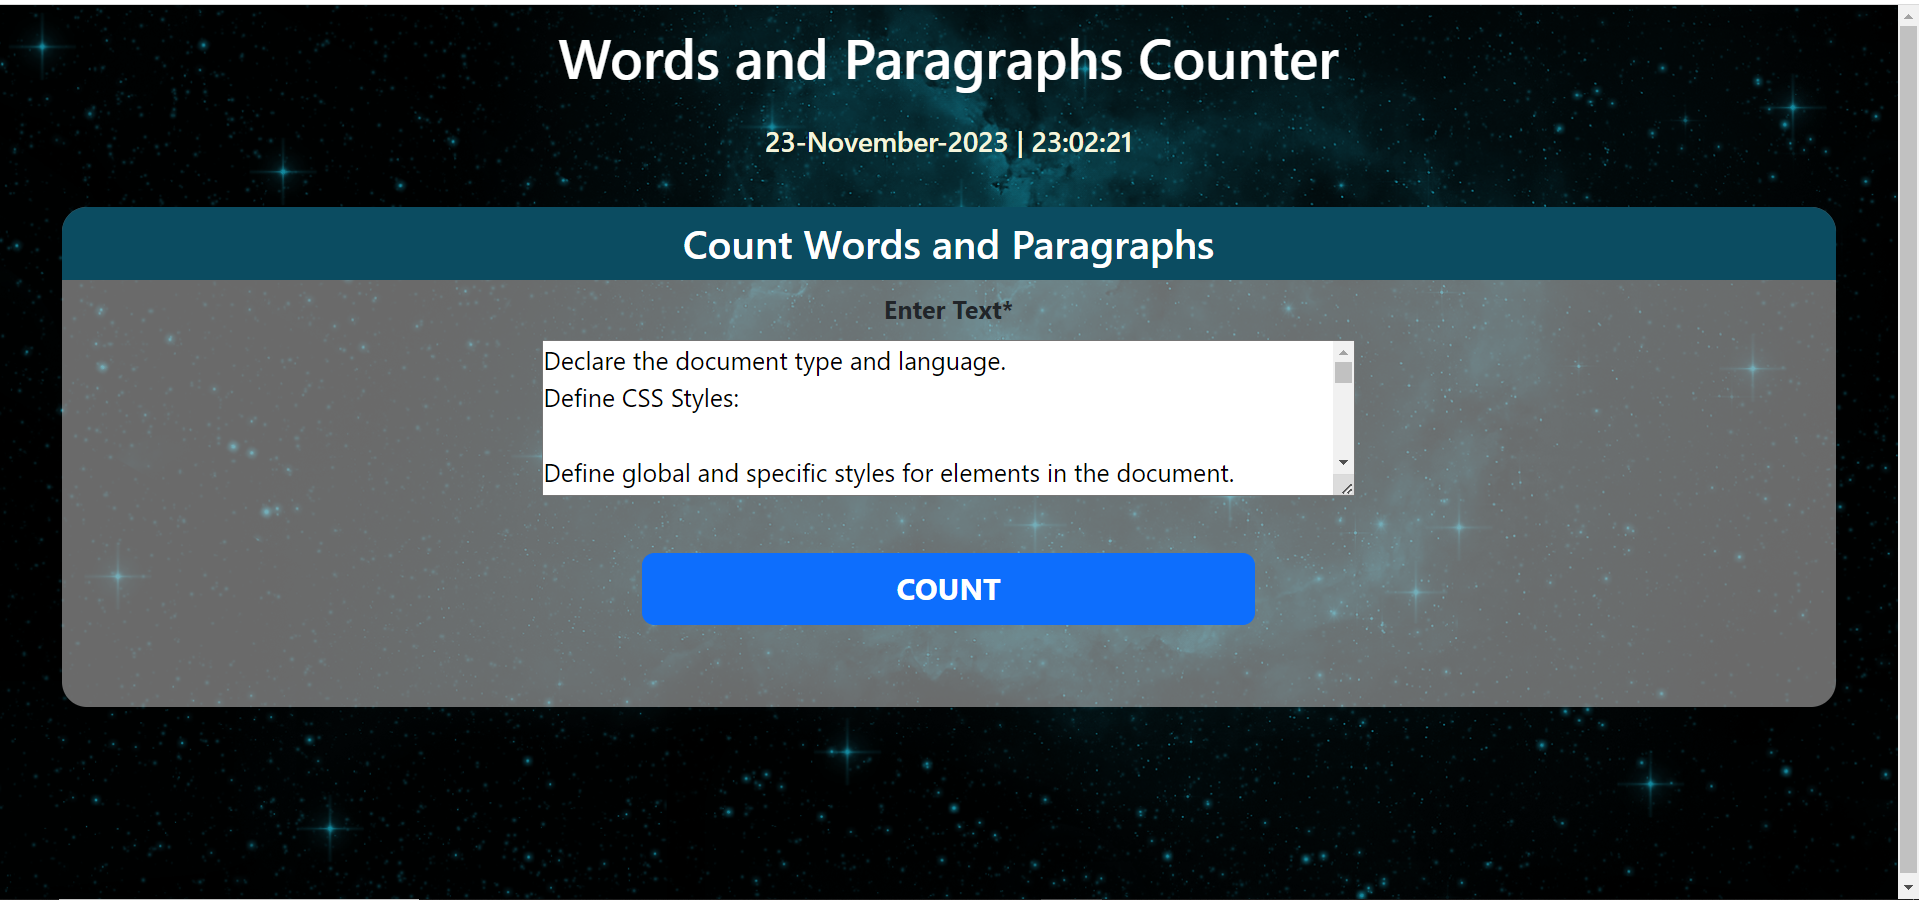 Words and Paragraphs Counter
23-November-2023 | 23:02:21
Count Words and Paragraphs
Enter Text*
Declare the document type and language.
Define CSS Styles:
Define global and specific styles for elements in the document.
COUNT